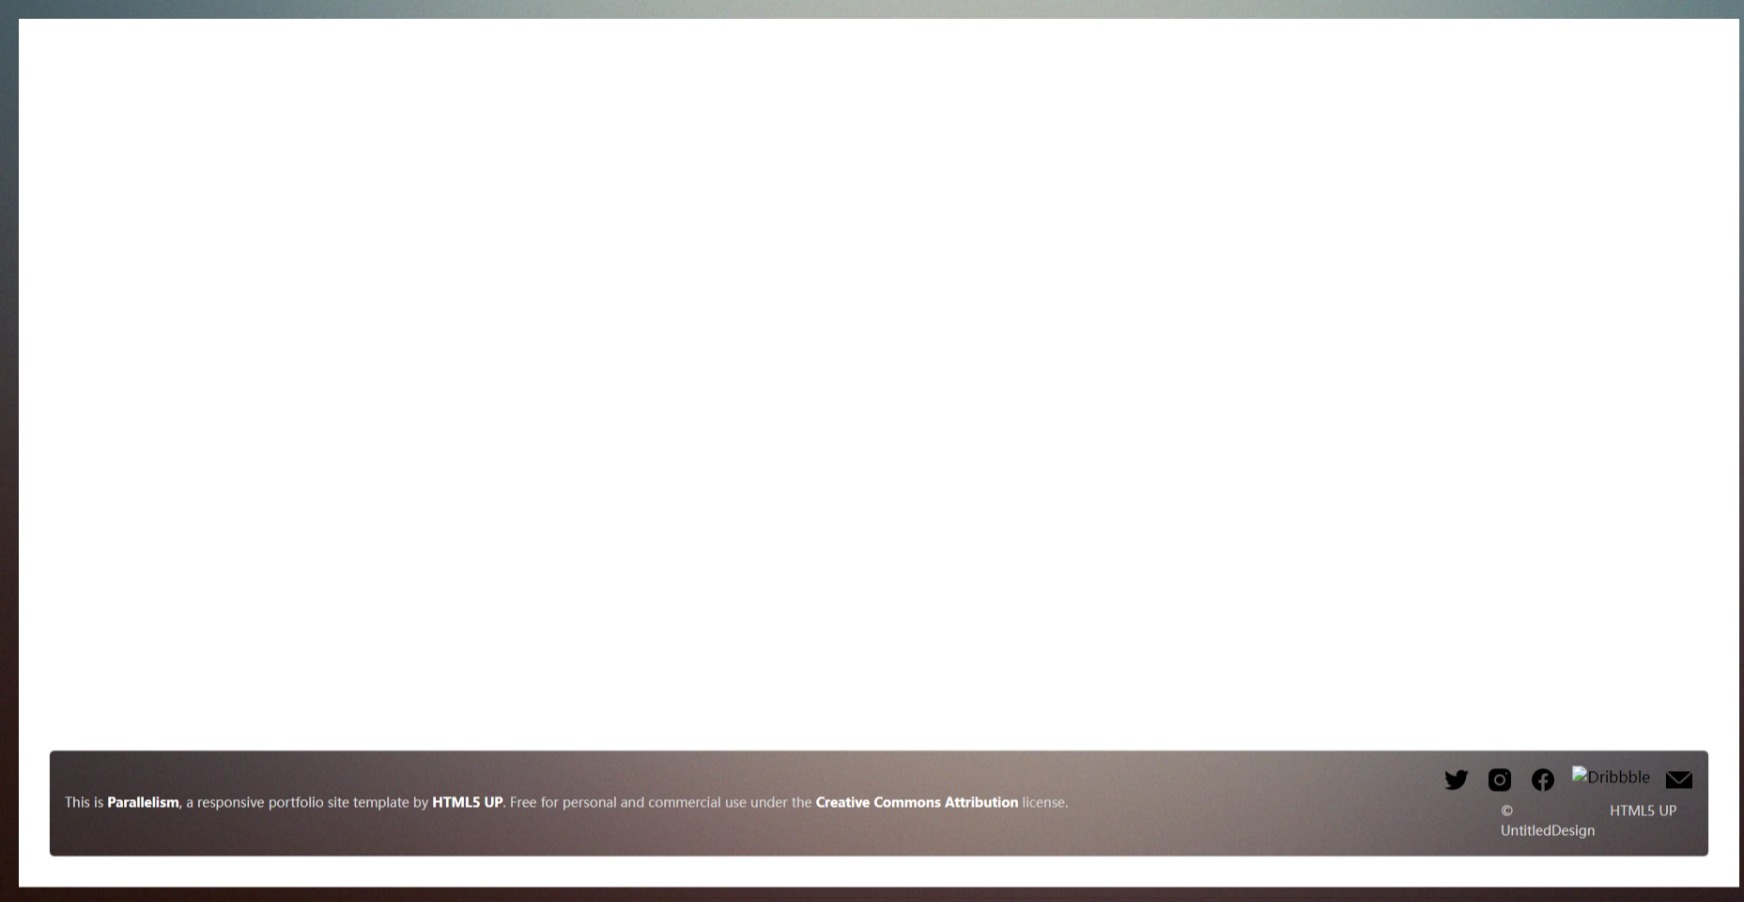 This is Parallelism, a responsive portfolio site template by HTML5 UP. Free for personal and commercial use under the Creative Commons Attribution license.
Dribbble
© HTML5 UP
UntitledDesign